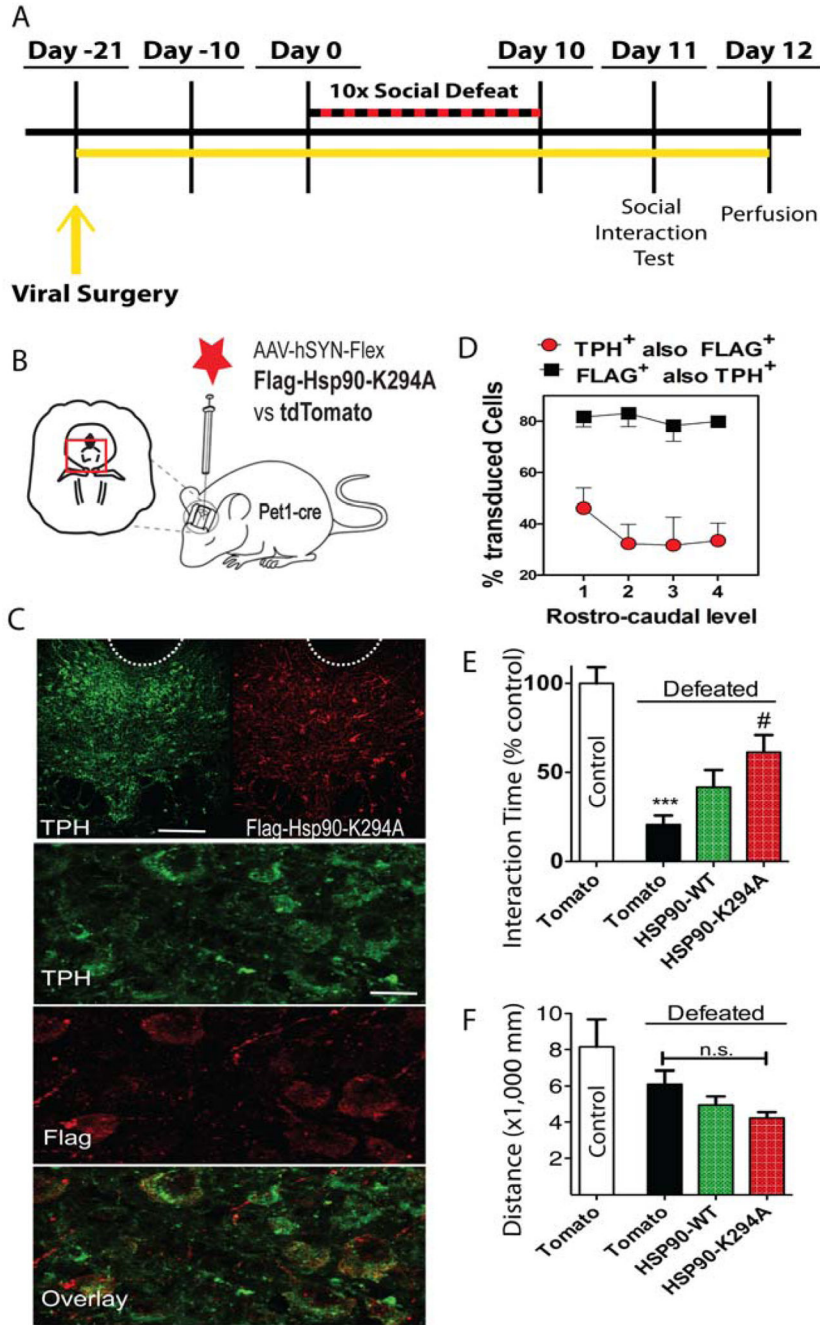 A
Day -21 Day -10 Day 0 Day 10 Day 11 Day 12
10x Social Defeat
Social
Interaction
Test
Perfusion
Viral Surgery
B
AAV-hSYN-Flex
Flag-Hsp90-K294A
vs tdTomato
Pet1-cre
C
TPH
Flag-Hsp90-K294A
TPH
Flag
Overlay
D
TPH+ also FLAG+
FLAG+ also TPH+
% transduced Cells
80
60
40
20
1 2 3 4
Rostro-caudal level
E
Interaction Time (% control)
100
50
0
Defeated
Control
***
#
Tomato
Tomato
HSP90-WT
HSP90-K294A
F
Distance (x1,000 mm)
10
8
6
4
2
Defeated
n.s.
Control
Tomato
Tomato
HSP90-WT
HSP90-K294A